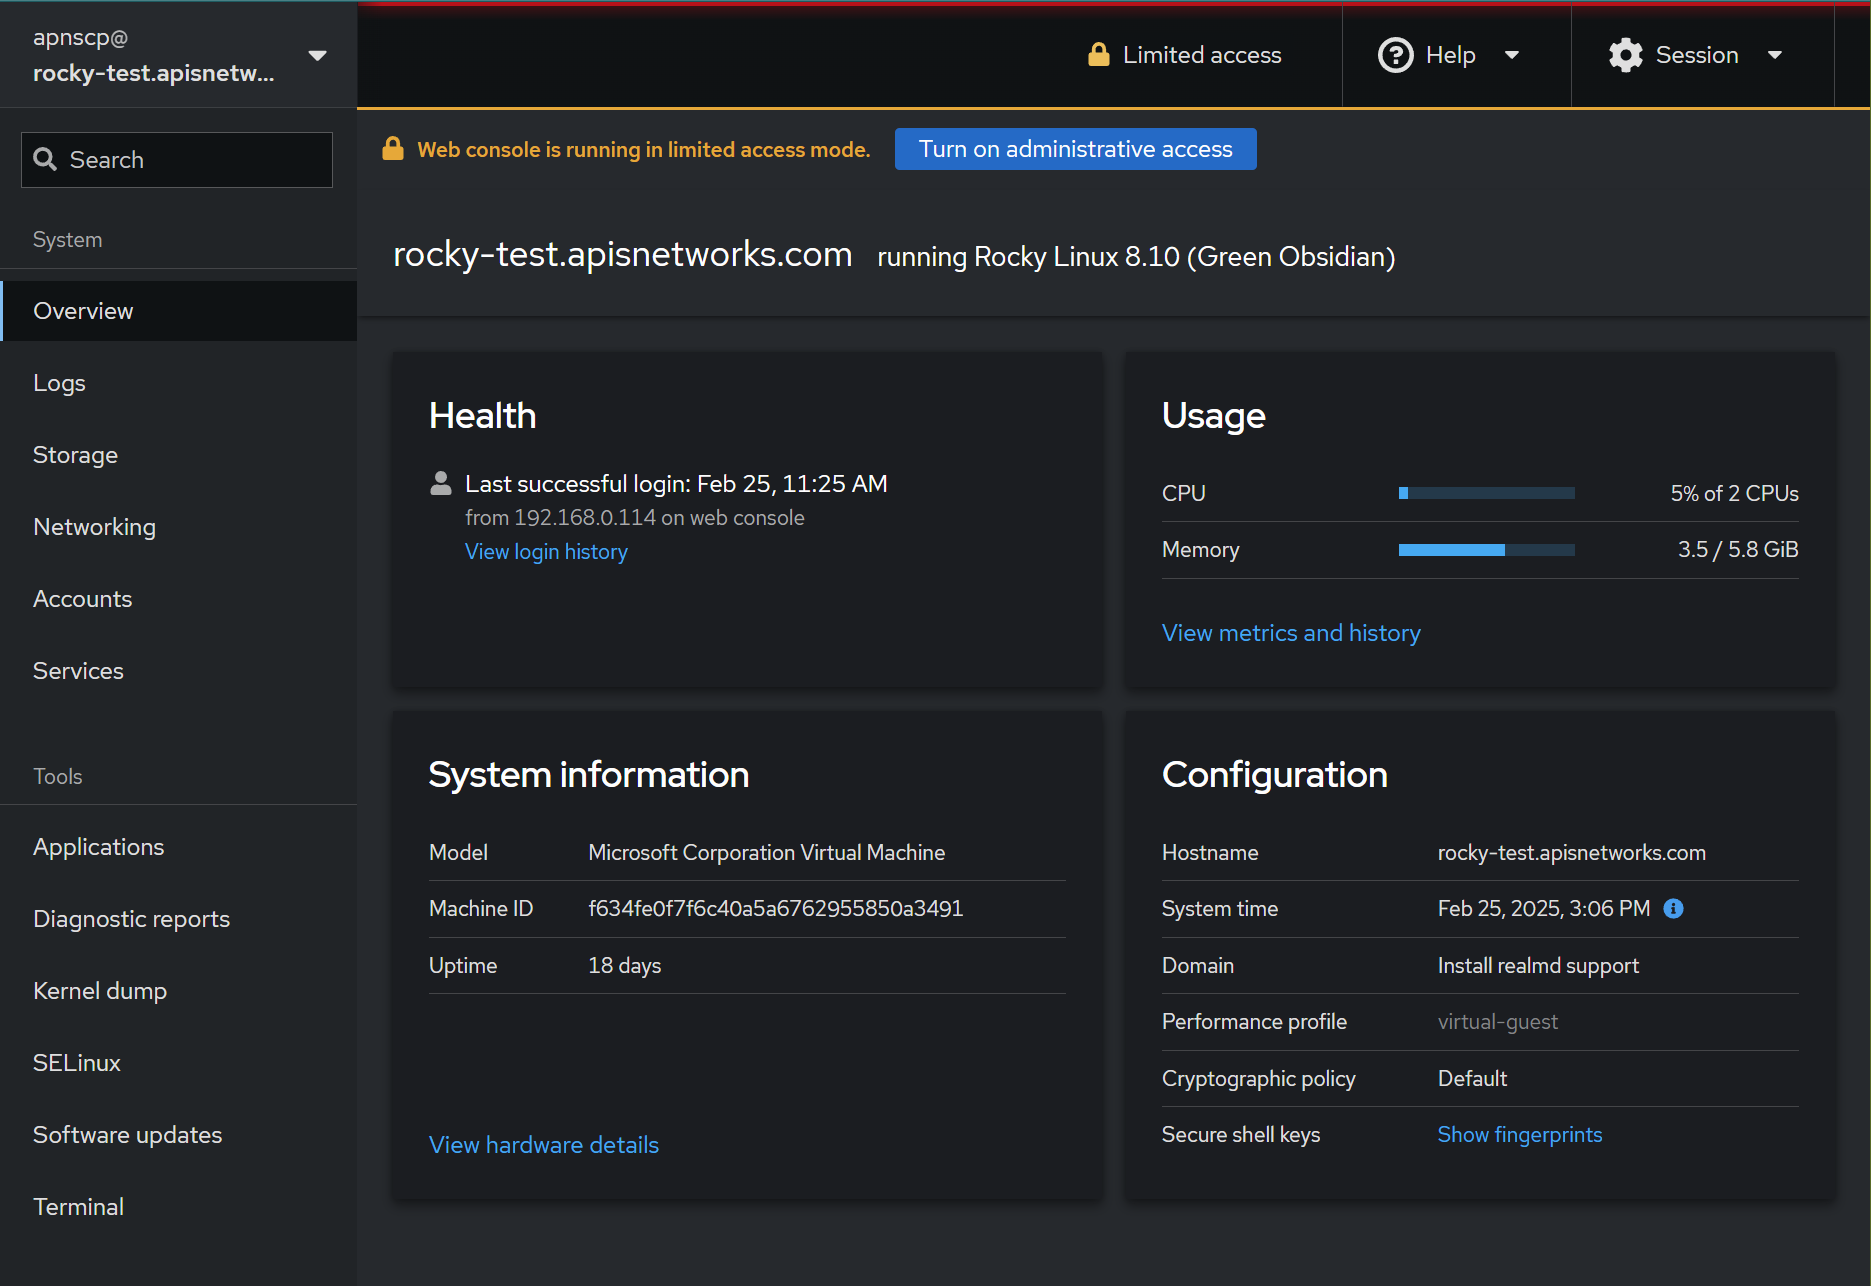 apnscp@
rocky-test.apisnetw...
Limited access
Help
Session
Search
Web console is running in limited access mode.
Turn on administrative access
System
Overview
Logs
Storage
Networking
Accounts
Services
Tools
Applications
Diagnostic reports
Kernel dump
SELinux
Software updates
Terminal
rocky-test.apisnetworks.com running Rocky Linux 8.10 (Green Obsidian)
Health
Last successful login: Feb 25, 11:25 AM
from 192.168.0.114 on web console
View login history
Usage
CPU 5% of 2 CPUs
Memory 3.5 / 5.8 GiB
View metrics and history
System information
Model Microsoft Corporation Virtual Machine
Machine ID f634fe0f7f6c40a5a6762955850a3491
Uptime 18 days
View hardware details
Configuration
Hostname rocky-test.apisnetworks.com
System time Feb 25, 2025, 3:06 PM
Domain Install realmd support
Performance profile virtual-guest
Cryptographic policy Default
Secure shell keys Show fingerprints